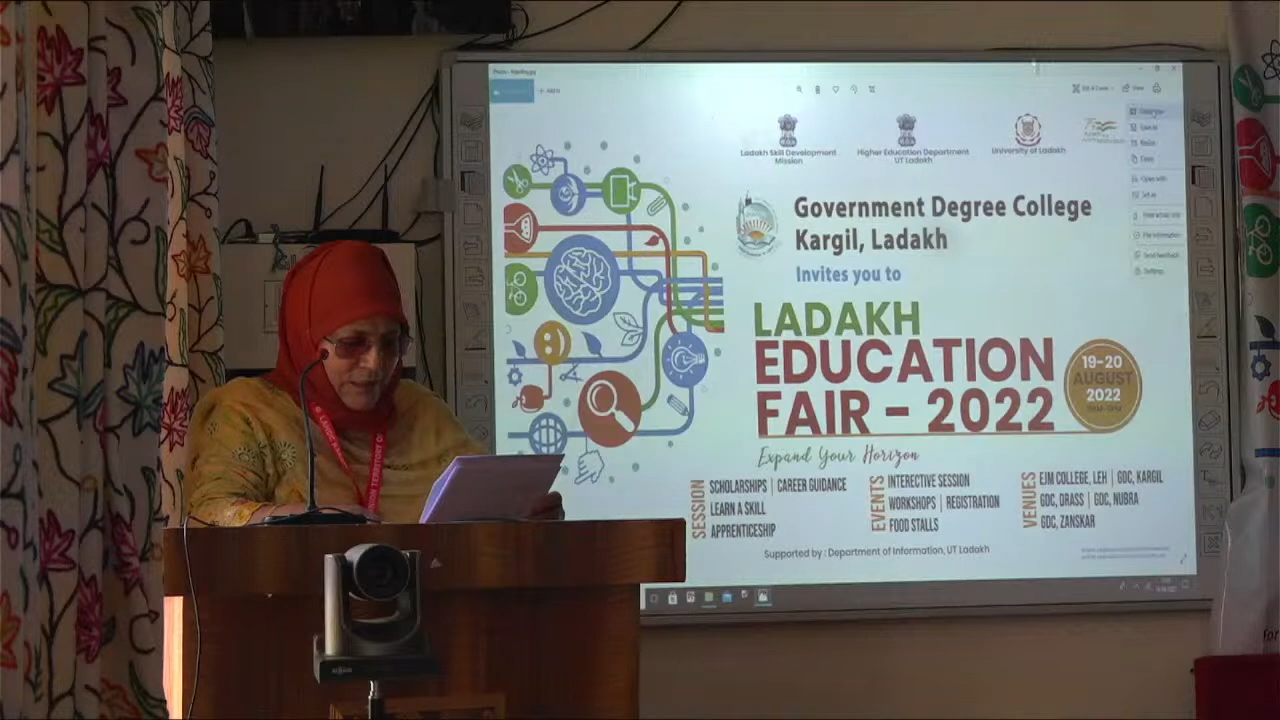 Ladakh Skill Development
Mission
Higher Education Department
UT Ladakh
University of Ladakh
Government Degree College
Kargil, Ladakh
Invites you to
LADAKH
EDUCATION
FAIR – 2022
19-20
AUGUST
2022
Expand Your Horizon
SESSION
SCHOLARSHIPS | CAREER GUIDANCE
LEARN A SKILL
APPRENTICESHIP
EVENTS
INTERECTIVE SESSION
WORKSHOPS | REGISTRATION
FOOD STALLS
VENUES
EJM COLLEGE, LEH | GDC, KARGIL
GDC, DRASS | GDC, NUBRA
GDC, ZANSKAR
Supported by : Department of Information, UT Ladakh